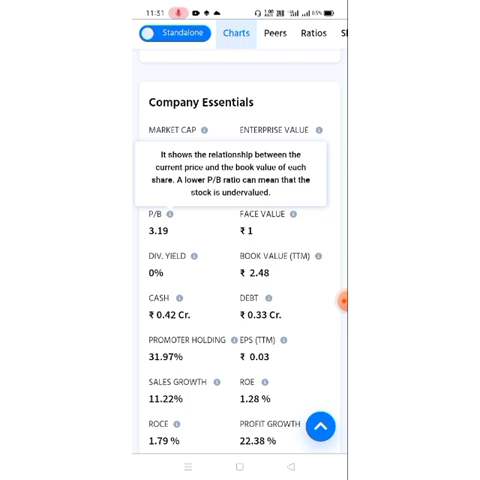 11:51
Standalone Charts Peers Ratios
Company Essentials
MARKET CAP ENTERPRISE VALUE
It shows the relationship between the
current price and the book value of each
share. A lower P/B ratio can mean that the
stock is undervalued.
P/B FACE VALUE
3.19 ₹ 1
DIV. YIELD BOOK VALUE (TTM)
0% ₹ 2.48
CASH DEBT
₹ 0.42 Cr. ₹ 0.33 Cr.
PROMOTER HOLDING EPS (TTM)
31.97% ₹ 0.03
SALES GROWTH ROE
11.22% 1.28 %
ROCE PROFIT GROWTH
1.79 % 22.38 %